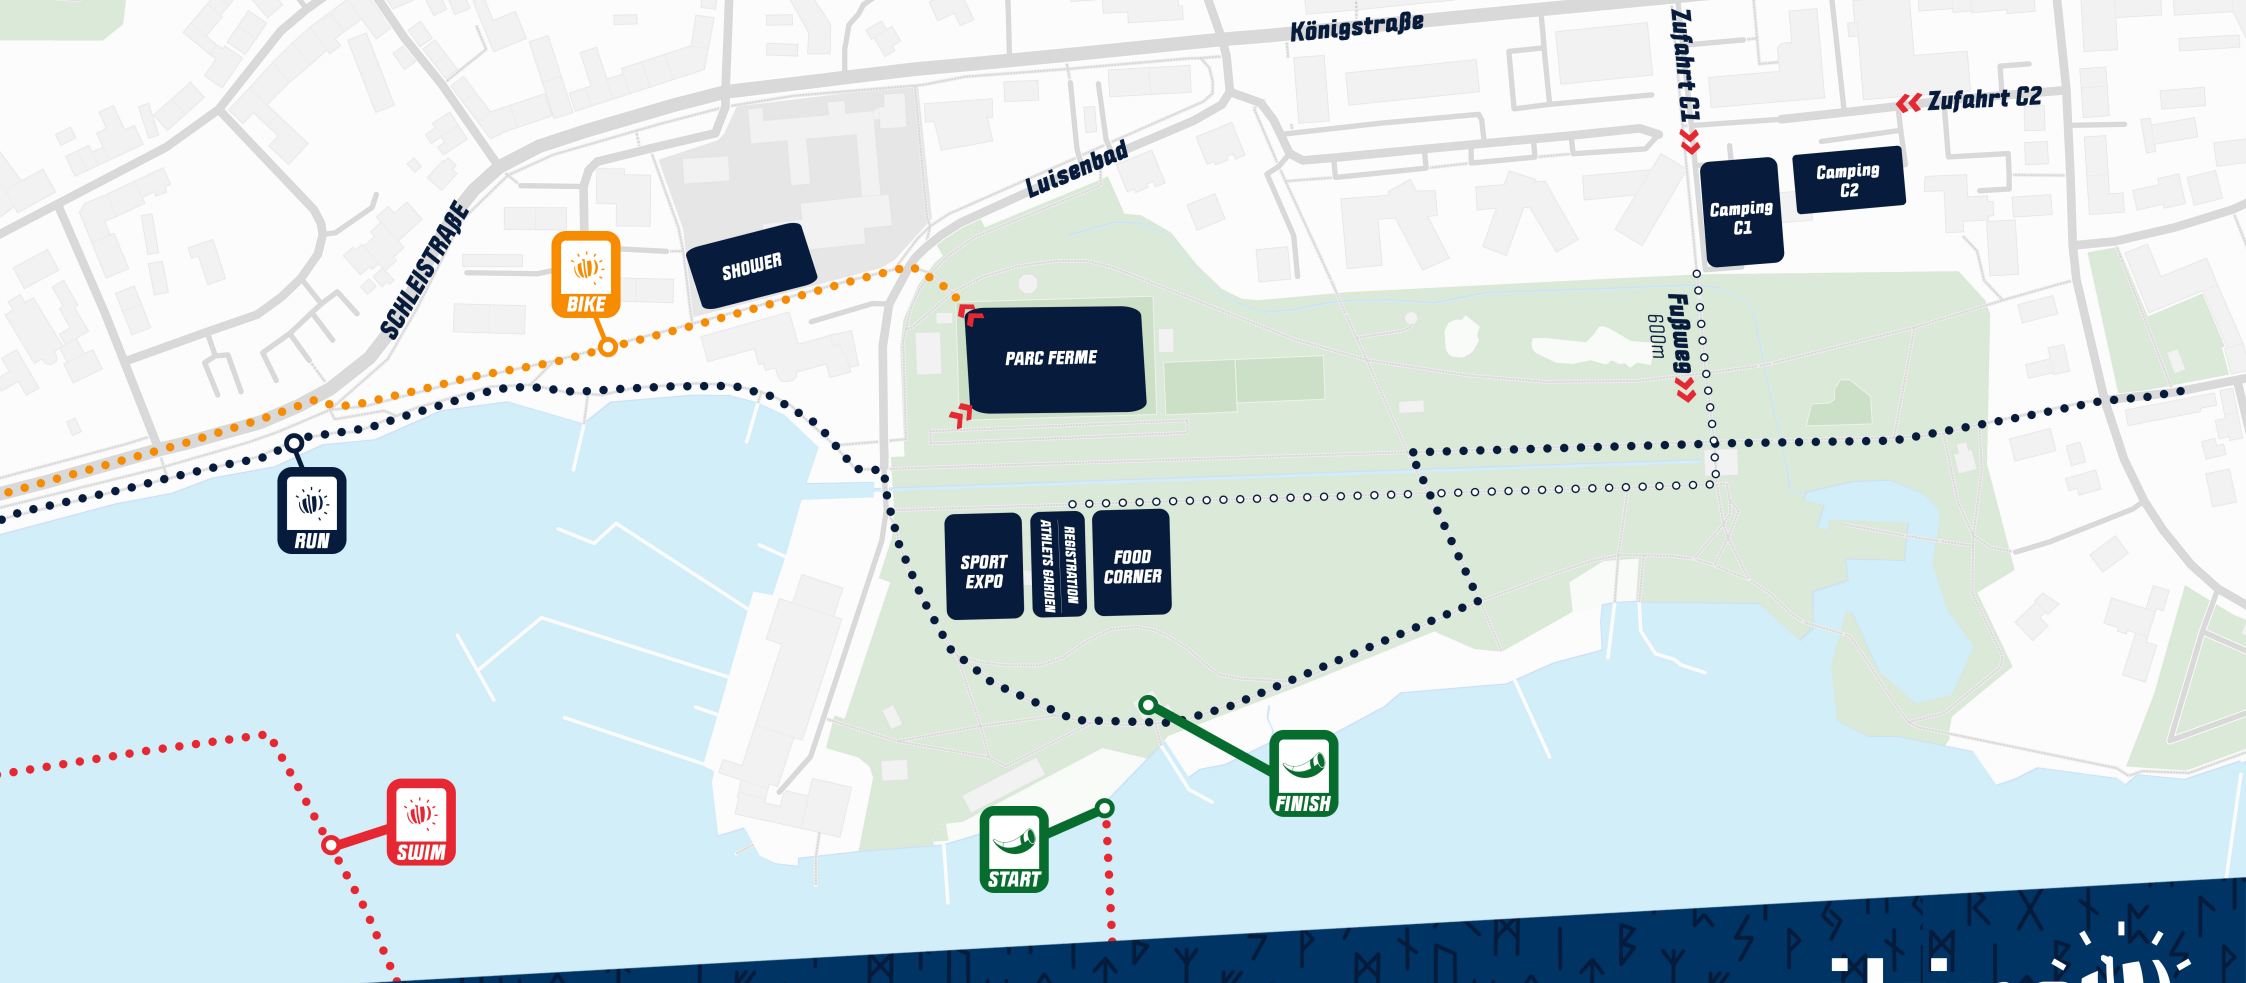 Königstraße
Zufahrt C1
Zufahrt C2
Luisenbad
Camping
C1
Camping
C2
SCHLEISTRAßE
BIKE
SHOWER
PARC FERME
Fußweg
600m
RUN
SPORT
EXPO
REGISTRATION
ATHLETS GARDEN
FOOD
CORNER
FINISH
START
SWIM